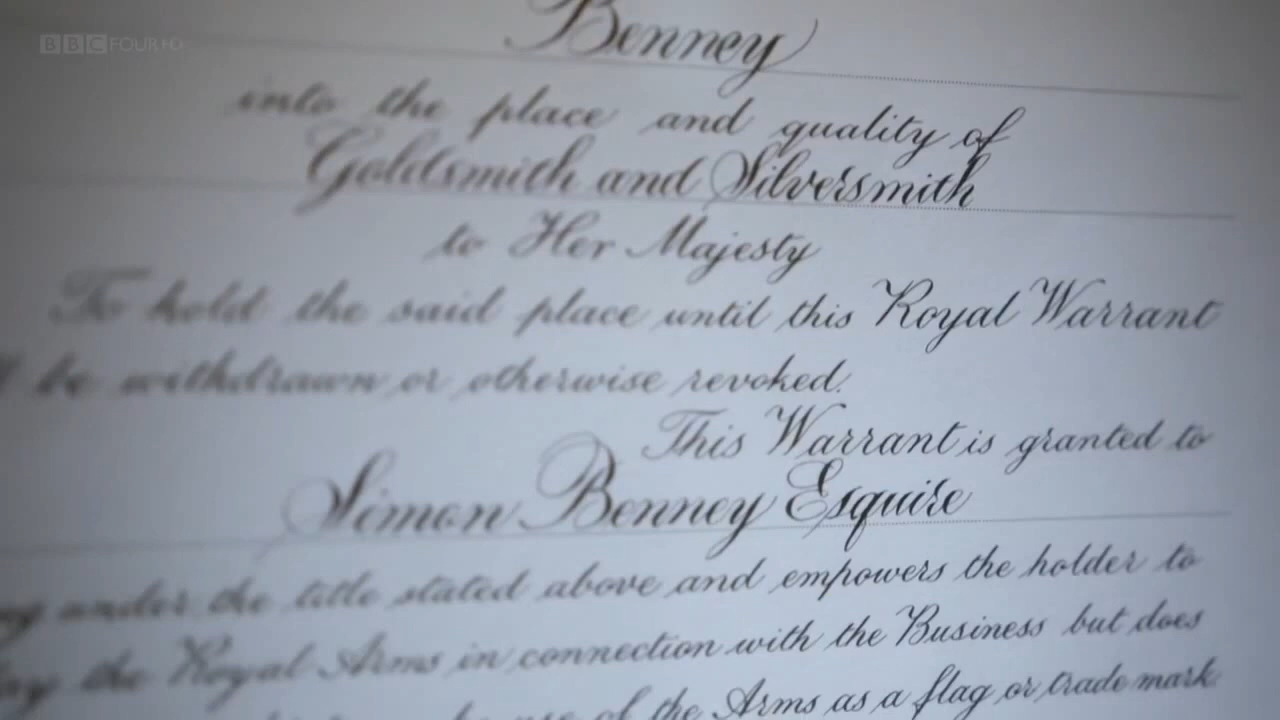 BBC FOUR HD
Benney
into the place and quality of
Goldsmith and Silversmith
to Her Majesty
To hold the said place until this Royal Warrant
be withdrawn or otherwise revoked.
This Warrant is granted to
Simon Benney Esquire
under the title stated above and empowers the holder to
the Royal Arms in connection with the Business but does
use of the Arms as a flag or trade mark